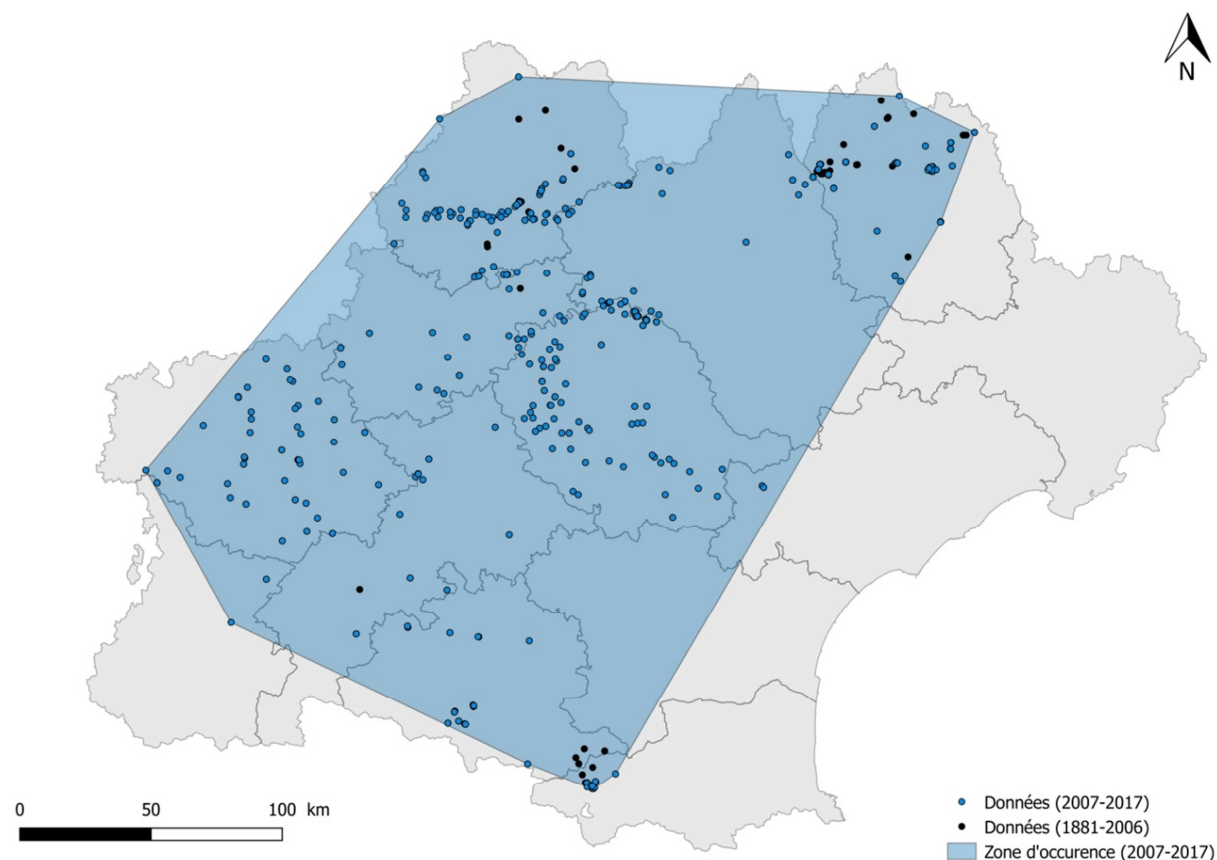 N
0 50 100 km
Données (2007-2017)
Données (1881-2006)
Zone d'occurence (2007-2017)